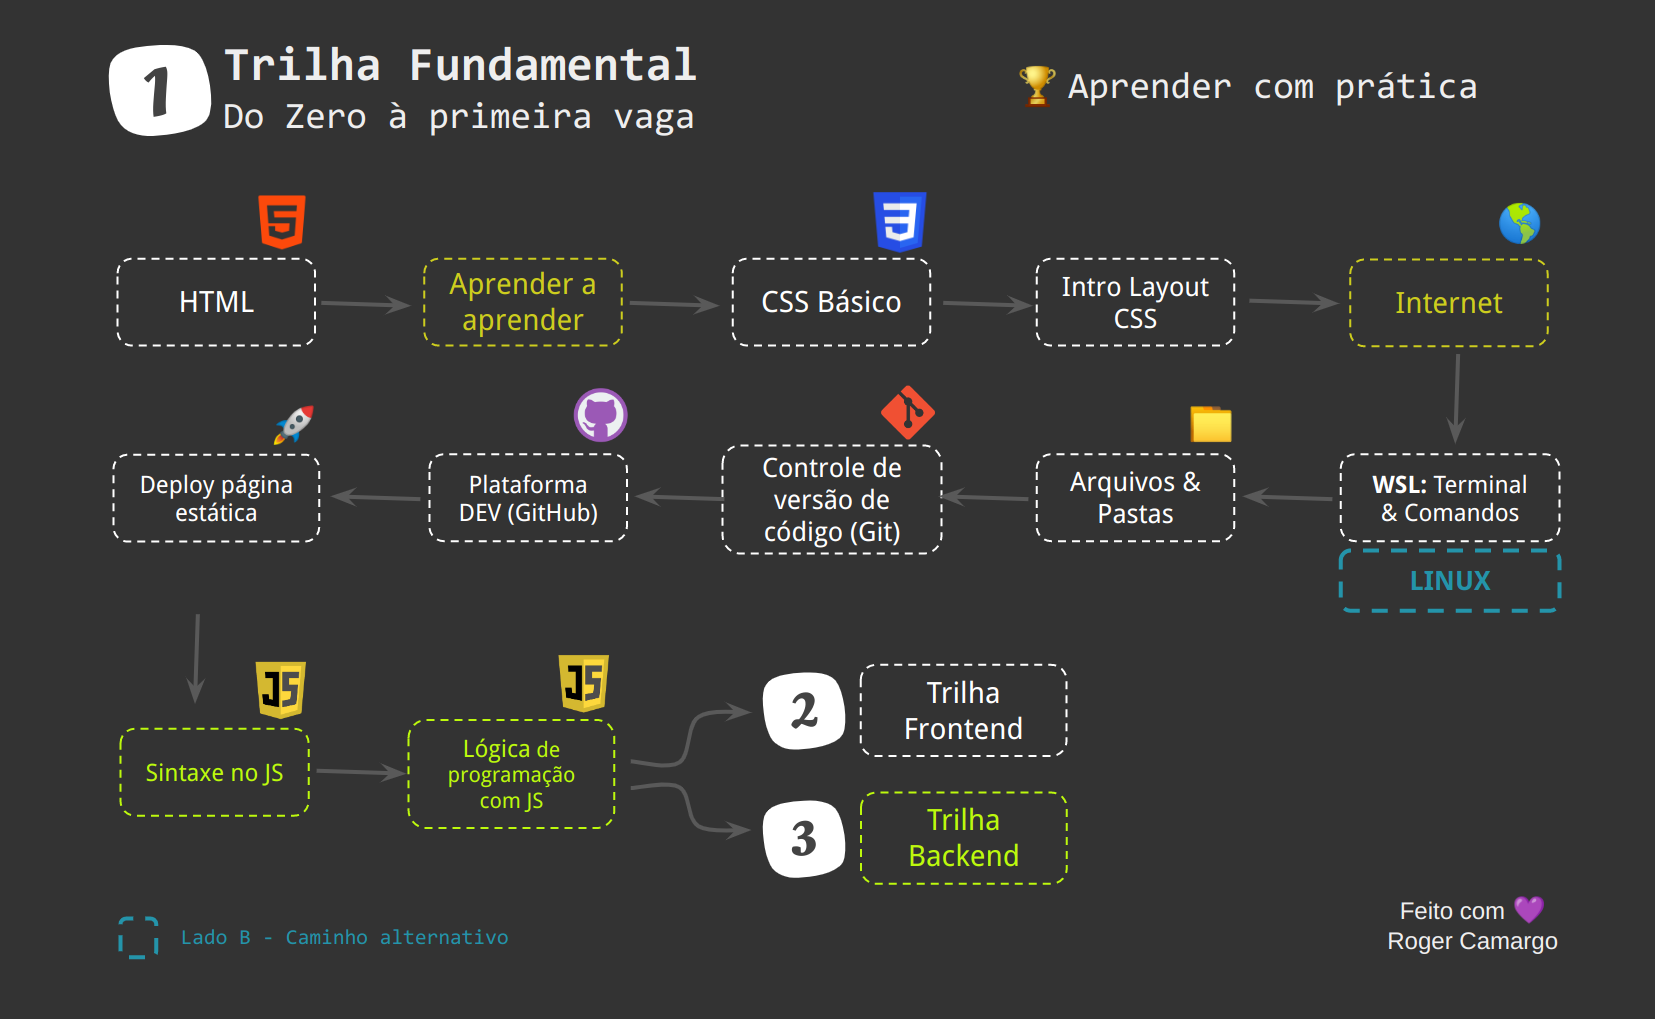 1
Trilha Fundamental
Do Zero à primeira vaga
Aprender com prática
HTML
Aprender a
aprender
CSS Básico
Intro Layout
CSS
Internet
Deploy página
estática
Plataforma
DEV (GitHub)
Controle de
versão de
código (Git)
Arquivos &
Pastas
WSL: Terminal
& Comandos
LINUX
JS
Sintaxe no JS
JS
Lógica de
programação
com JS
2
Trilha
Frontend
3
Trilha
Backend
Lado B - Caminho alternativo
Feito com 💜
Roger Camargo